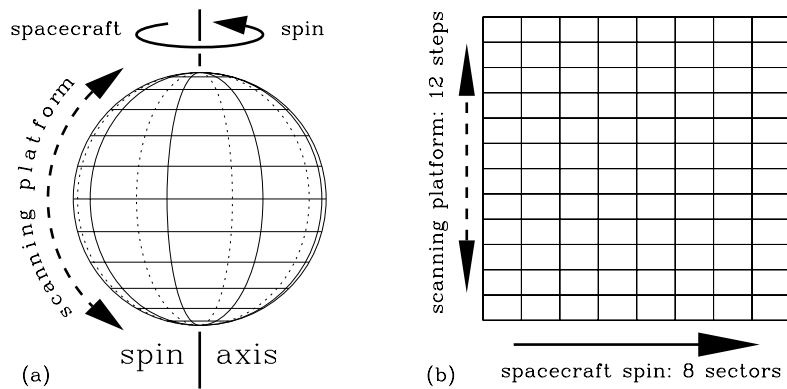 spacecraft spin
scanning platform
spin axis
(a)
scanning platform: 12 steps
spacecraft spin: 8 sectors
(b)